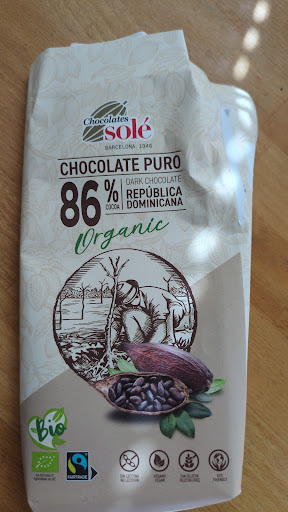 Chocolates
solé
BARCELONA, 1946
CHOCOLATE PURO
86%
COCOA
DARK CHOCOLATE
REPÚBLICA
DOMINICANA
Organic
Bio
FAIRTRADE